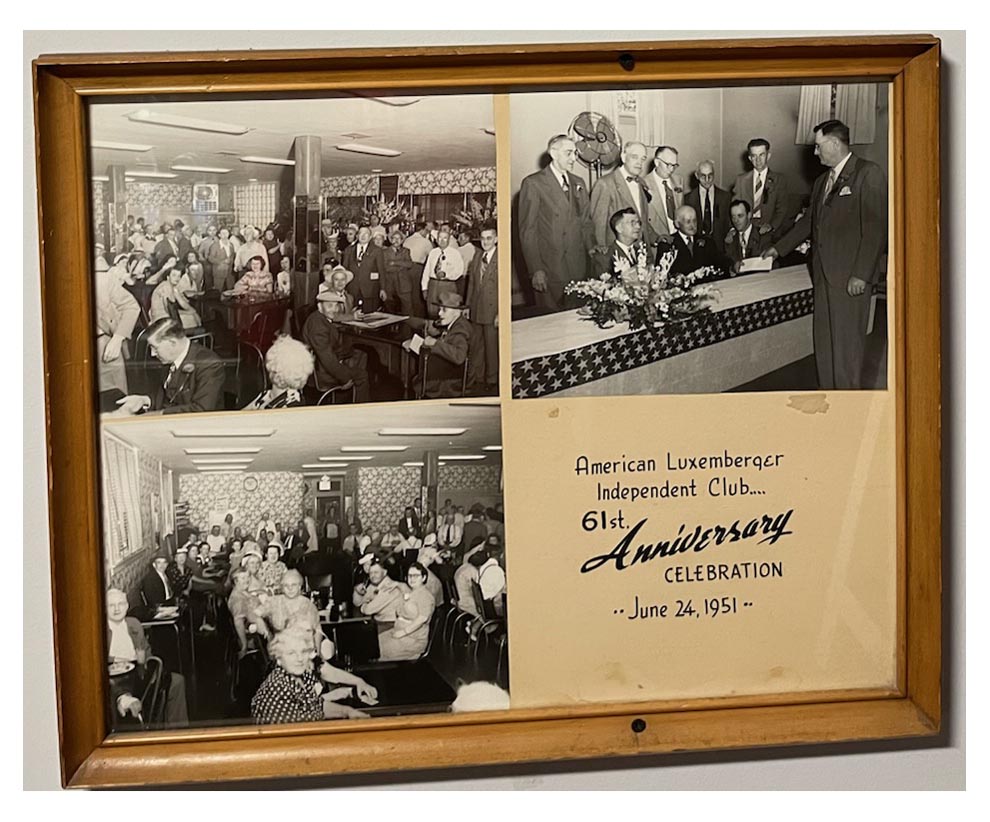 American Luxemberger
Independent Club....
61st.
Anniversary
CELEBRATION
·· June 24, 1951 ··